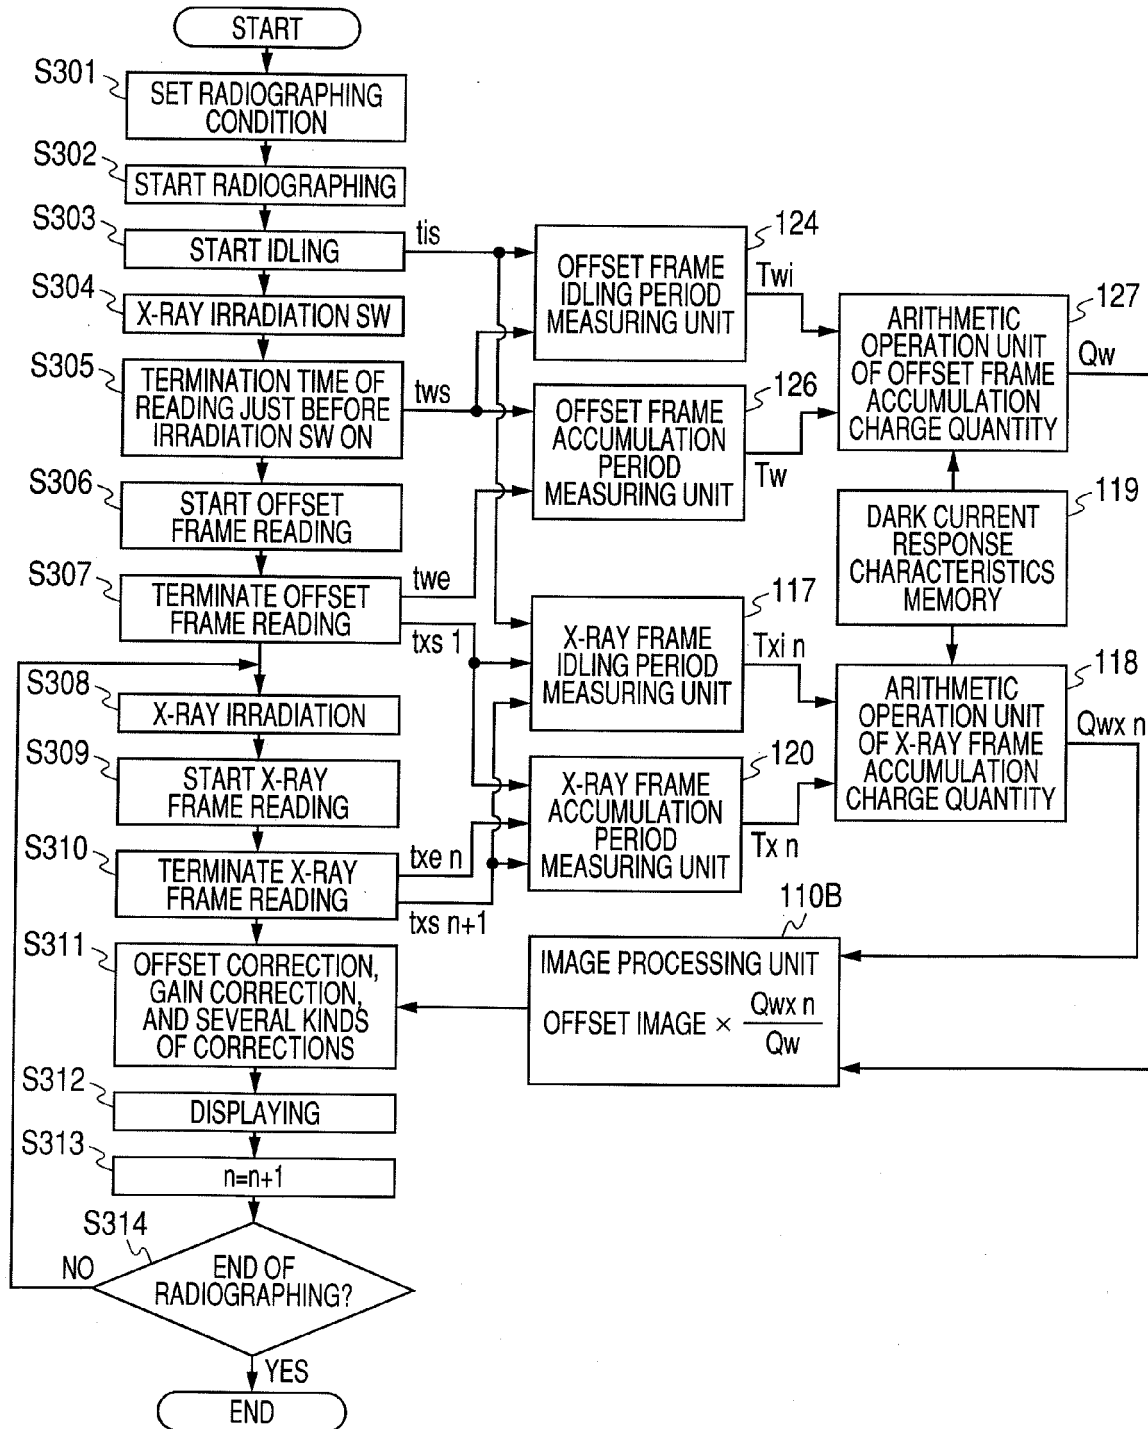 START
S301
SET RADIOGRAPHING
CONDITION
S302
START RADIOGRAPHING
S303
START IDLING
tis
S304
X-RAY IRRADIATION SW
S305
TERMINATION TIME OF
READING JUST BEFORE
IRRADIATION SW ON
tws
S306
START OFFSET
FRAME READING
S307
TERMINATE OFFSET
FRAME READING
twe
txs 1
S308
X-RAY IRRADIATION
S309
START X-RAY
FRAME READING
S310
TERMINATE X-RAY
FRAME READING
txe n
txs n+1
S311
OFFSET CORRECTION,
GAIN CORRECTION,
AND SEVERAL KINDS
OF CORRECTIONS
S312
DISPLAYING
S313
n=n+1
S314
END OF
RADIOGRAPHING?
NO
YES
END
124
OFFSET FRAME
IDLING PERIOD
MEASURING UNIT
Twi
126
OFFSET FRAME
ACCUMULATION
PERIOD
MEASURING UNIT
Tw
117
X-RAY FRAME
IDLING PERIOD
MEASURING UNIT
Txi n
120
X-RAY FRAME
ACCUMULATION
PERIOD
MEASURING UNIT
Tx n
127
ARITHMETIC
OPERATION UNIT
OF OFFSET FRAME
ACCUMULATION
CHARGE QUANTITY
Qw
119
DARK CURRENT
RESPONSE
CHARACTERISTICS
MEMORY
118
ARITHMETIC
OPERATION UNIT
OF X-RAY FRAME
ACCUMULATION
CHARGE QUANTITY
Qwx n
110B
IMAGE PROCESSING UNIT
OFFSET IMAGE × Qwx n
Qw